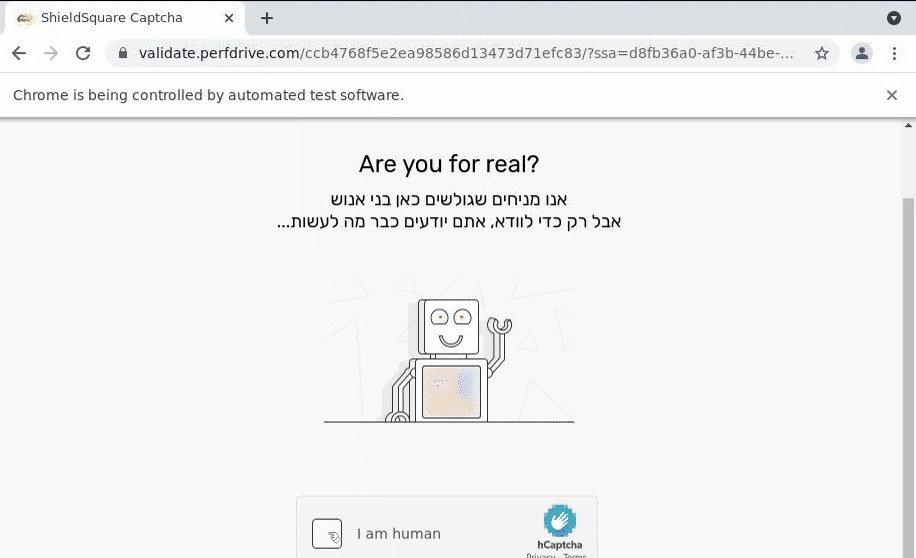 ShieldSquare Captcha
validate.perfdrive.com/ccb4768f5e2ea98586d13473d71efc83/?ssa=d8fb36a0-af3b-44be-...
Chrome is being controlled by automated test software.
Are you for real?
אנו מניחים שגולשים כאן בני אנוש
אבל רק כדי לוודא, אתם יודעים כבר מה לעשות...
I am human
hCaptcha
Privacy - Terms